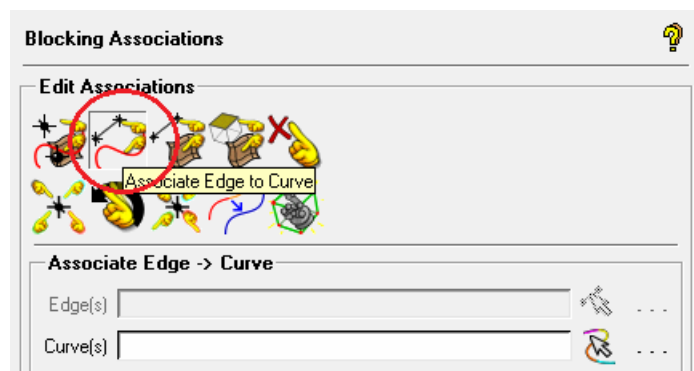 Blocking Associations
Edit Associations
Associate Edge to Curve
Associate Edge -> Curve
Edge(s)
...
Curve(s)
...